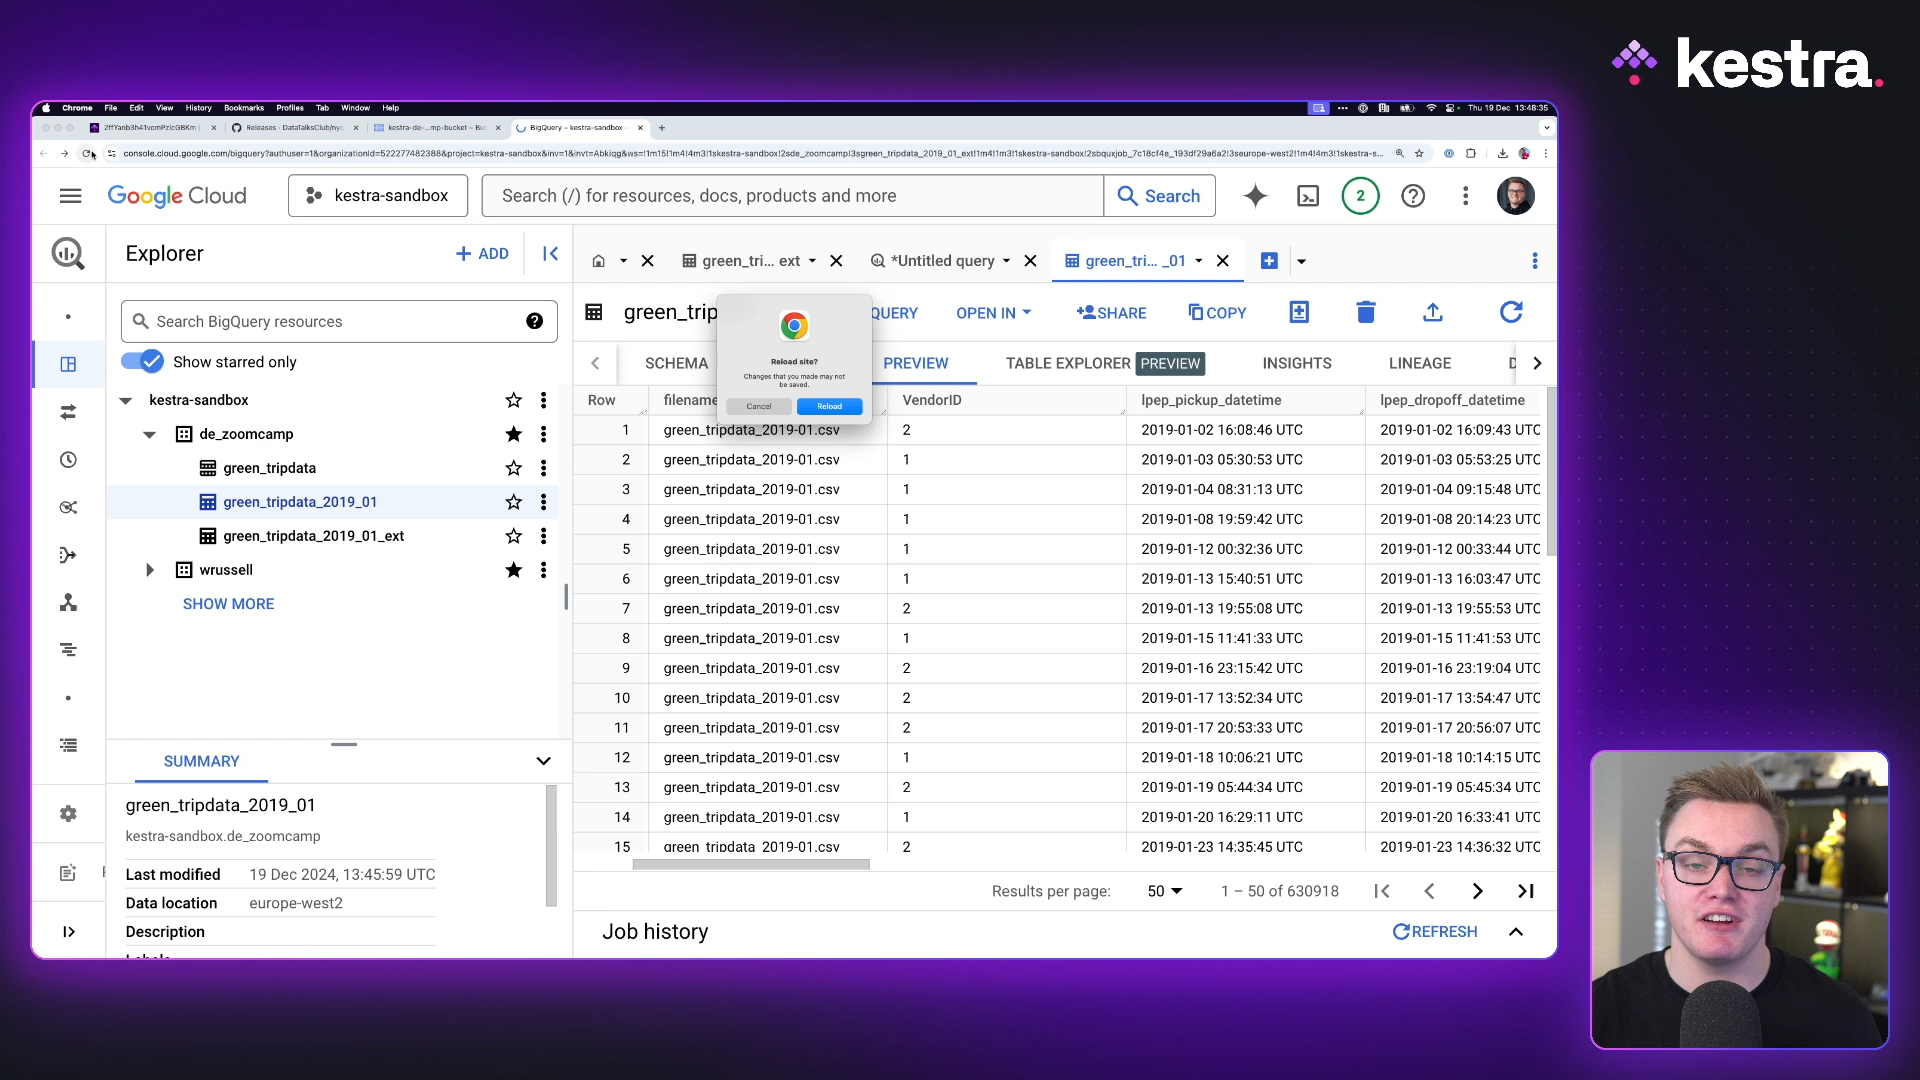 kestra.
Chrome File Edit View History Bookmarks Profiles Tab Window Help
Thu 19 Dec 13:48:35
Releases · DataTalksClub/nyc
kestra-de-...mp-bucket – Buc
BigQuery – kestra-sandbox
Google Cloud
kestra-sandbox
Search (/) for resources, docs, products and more
Search
2
Explorer
+ ADD
green_tri... ext
*Untitled query
green_tri... _01
Search BigQuery resources
green_trip
QUERY
OPEN IN
SHARE
COPY
Show starred only
SCHEMA
PREVIEW
TABLE EXPLORER PREVIEW
INSIGHTS
LINEAGE
D
Reload site?
Changes that you made may not
be saved.
Cancel
Reload
kestra-sandbox
de_zoomcamp
green_tripdata
green_tripdata_2019_01
green_tripdata_2019_01_ext
wrussell
SHOW MORE
Row filename VendorID lpep_pickup_datetime lpep_dropoff_datetime
1 green_tripdata_2019-01.csv 2 2019-01-02 16:08:46 UTC 2019-01-02 16:09:43 UTC
2 green_tripdata_2019-01.csv 1 2019-01-03 05:30:53 UTC 2019-01-03 05:53:25 UTC
3 green_tripdata_2019-01.csv 1 2019-01-04 08:31:13 UTC 2019-01-04 09:15:48 UTC
4 green_tripdata_2019-01.csv 1 2019-01-08 19:59:42 UTC 2019-01-08 20:14:23 UTC
5 green_tripdata_2019-01.csv 1 2019-01-12 00:32:36 UTC 2019-01-12 00:33:44 UTC
6 green_tripdata_2019-01.csv 1 2019-01-13 15:40:51 UTC 2019-01-13 16:03:47 UTC
7 green_tripdata_2019-01.csv 2 2019-01-13 19:55:08 UTC 2019-01-13 19:55:53 UTC
8 green_tripdata_2019-01.csv 1 2019-01-15 11:41:33 UTC 2019-01-15 11:41:53 UTC
9 green_tripdata_2019-01.csv 2 2019-01-16 23:15:42 UTC 2019-01-16 23:19:04 UTC
10 green_tripdata_2019-01.csv 2 2019-01-17 13:52:34 UTC 2019-01-17 13:54:47 UTC
11 green_tripdata_2019-01.csv 2 2019-01-17 20:53:33 UTC 2019-01-17 20:56:07 UTC
12 green_tripdata_2019-01.csv 1 2019-01-18 10:06:21 UTC 2019-01-18 10:14:15 UTC
13 green_tripdata_2019-01.csv 2 2019-01-19 05:44:34 UTC 2019-01-19 05:45:34 UTC
14 green_tripdata_2019-01.csv 1 2019-01-20 16:29:11 UTC 2019-01-20 16:33:41 UTC
15 green_tripdata_2019-01.csv 2 2019-01-23 14:35:45 UTC 2019-01-23 14:36:32 UTC
Results per page: 50 1 – 50 of 630918
Job history
REFRESH
SUMMARY
green_tripdata_2019_01
kestra-sandbox.de_zoomcamp
Last modified 19 Dec 2024, 13:45:59 UTC
Data location europe-west2
Description